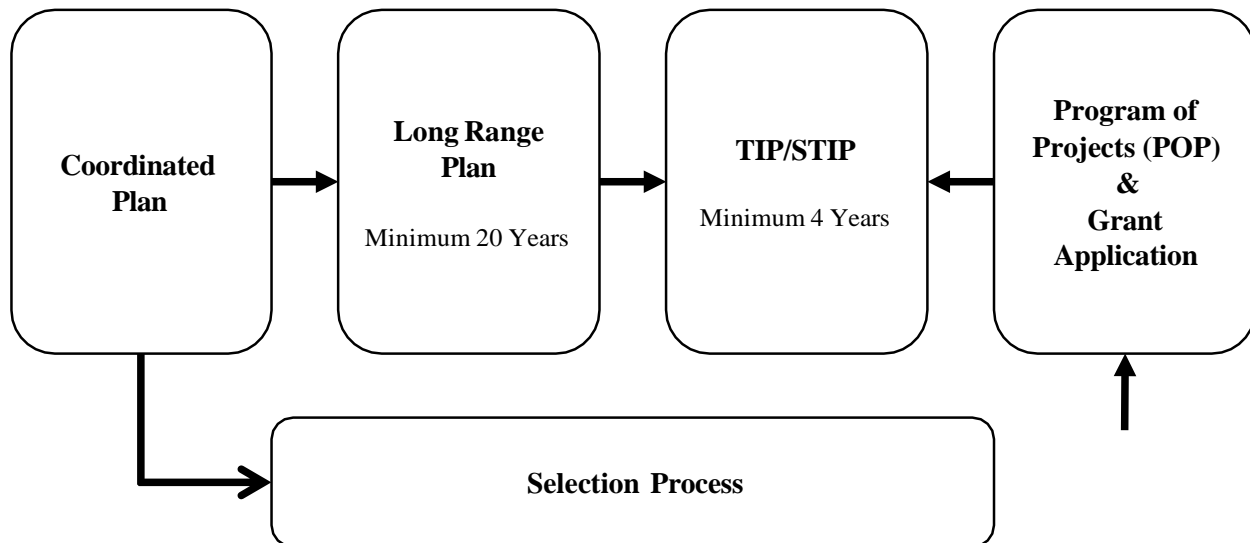 Coordinated
Plan
Long Range
Plan
Minimum 20 Years
TIP/STIP
Minimum 4 Years
Program of
Projects (POP)
&
Grant
Application
Selection Process